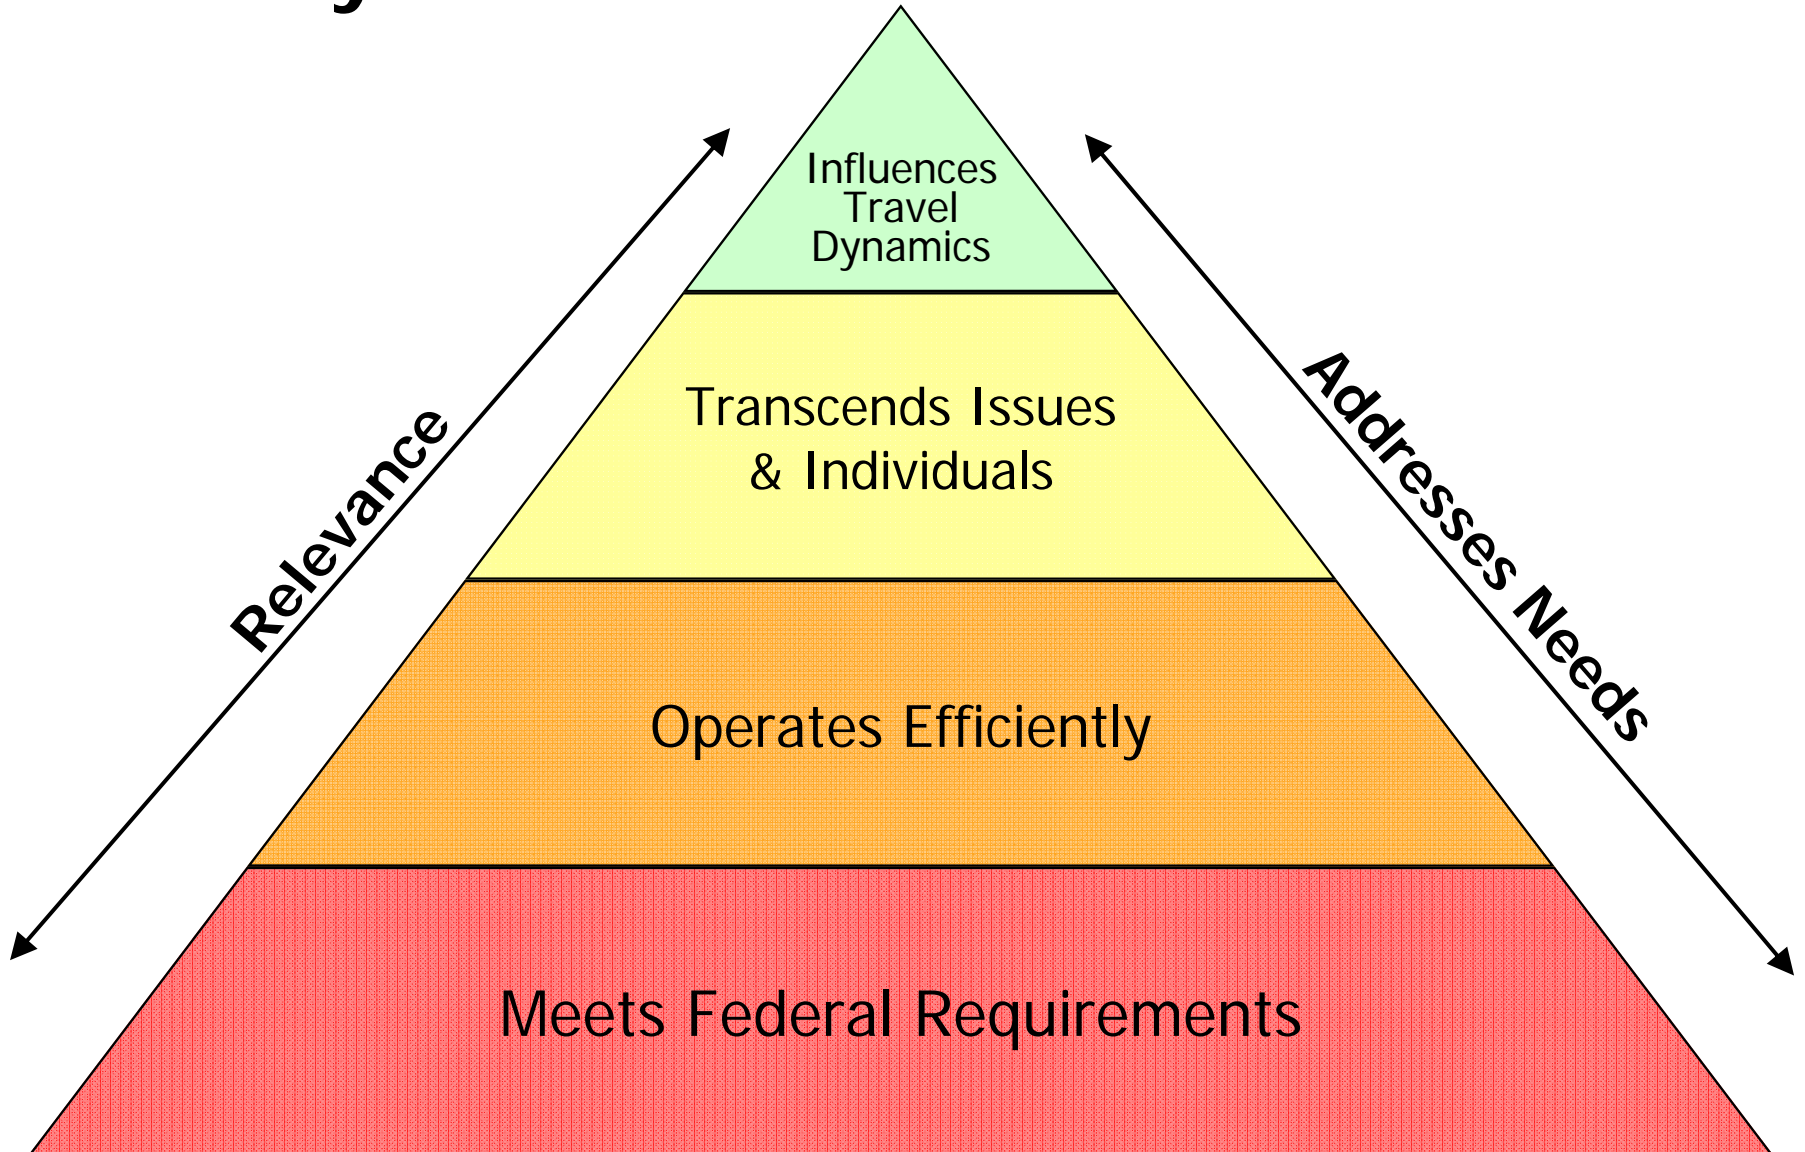 Influences
Travel
Dynamics
Relevance
Addresses Needs
Transcends Issues
& Individuals
Operates Efficiently
Meets Federal Requirements